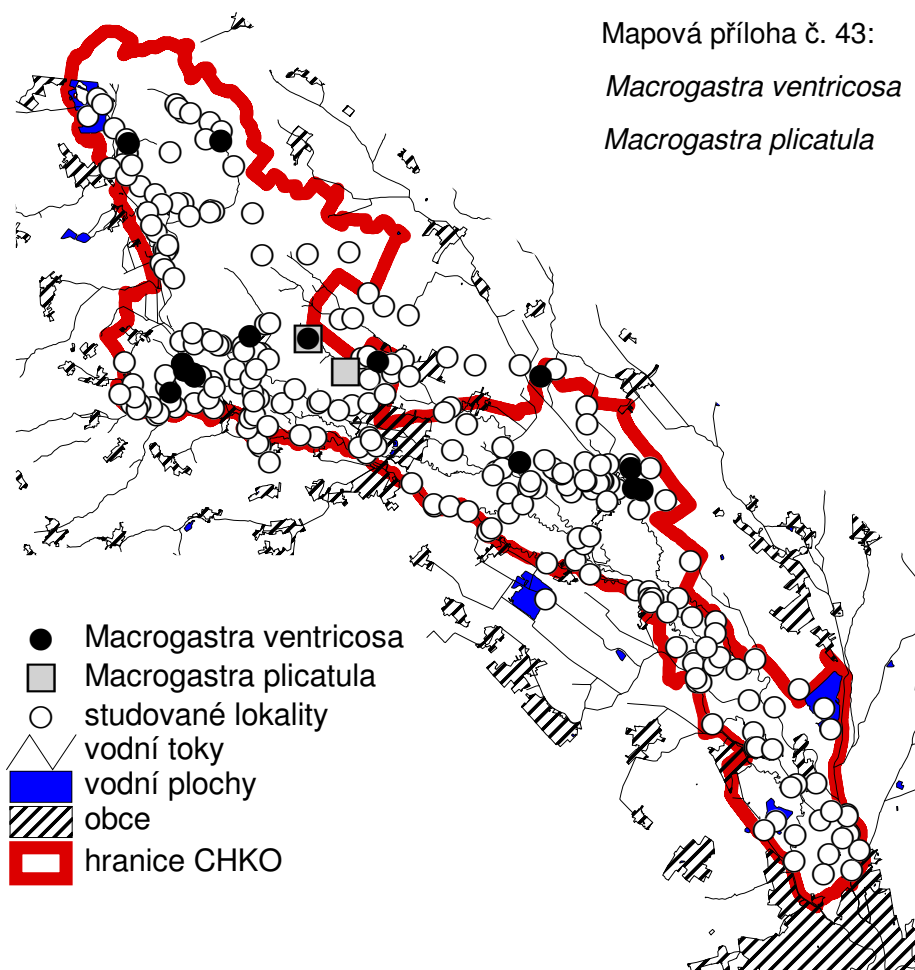 Mapová příloha č. 43:
Macrogastra ventricosa
Macrogastra plicatula
Macrogastra ventricosa
Macrogastra plicatula
studované lokality
vodní toky
vodní plochy
obce
hranice CHKO